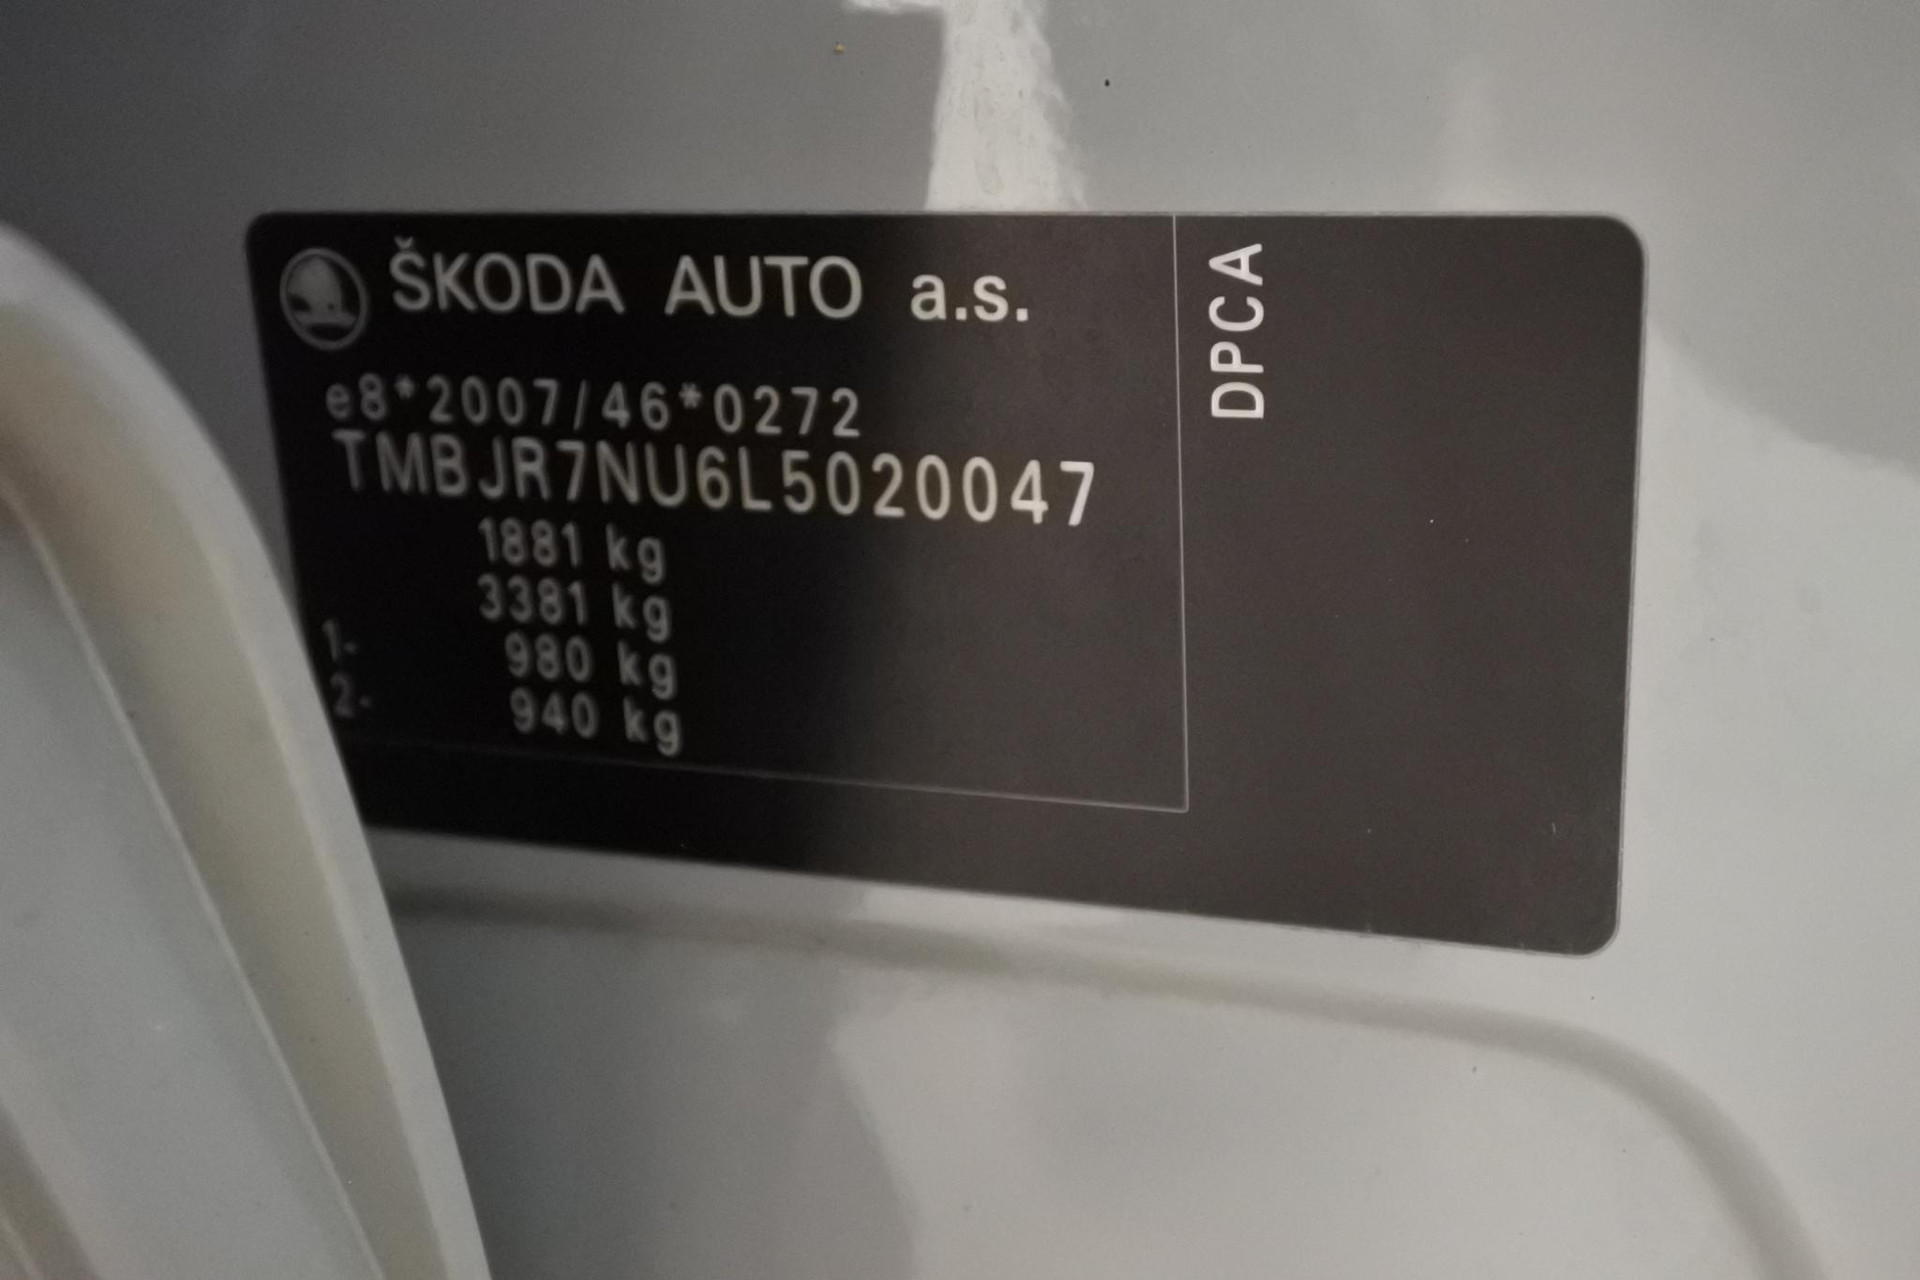 ŠKODA AUTO a.s.
e8*2007/46*0272
TMBJR7NU6L5020047
1881 kg
3381 kg
1- 980 kg
2- 940 kg
DPCA